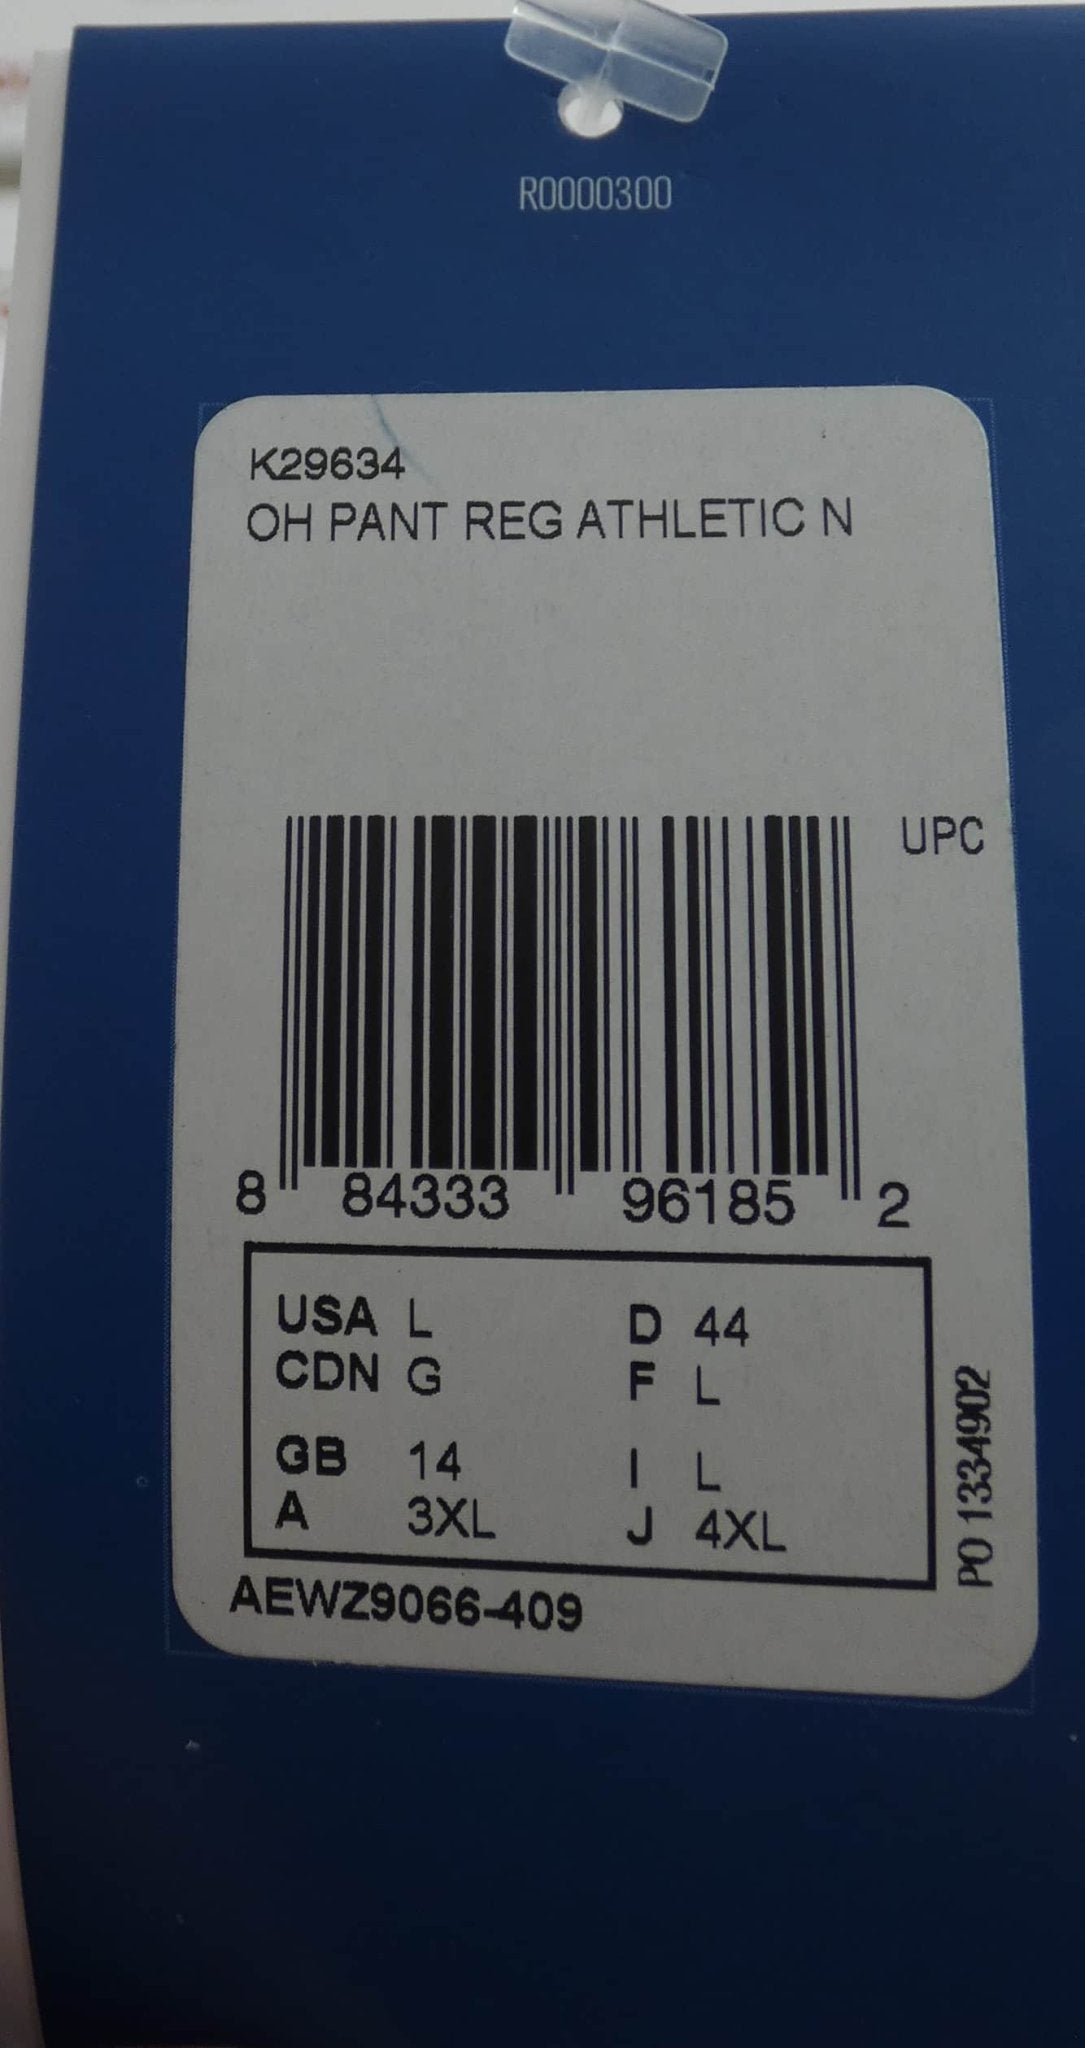 R0000300
K29634
OH PANT REG ATHLETIC N
UPC
8 84333 96185 2
USA L D 44
CDN G F L
GB 14 I L
A 3XL J 4XL
PO 1334902
AEWZ9066-409